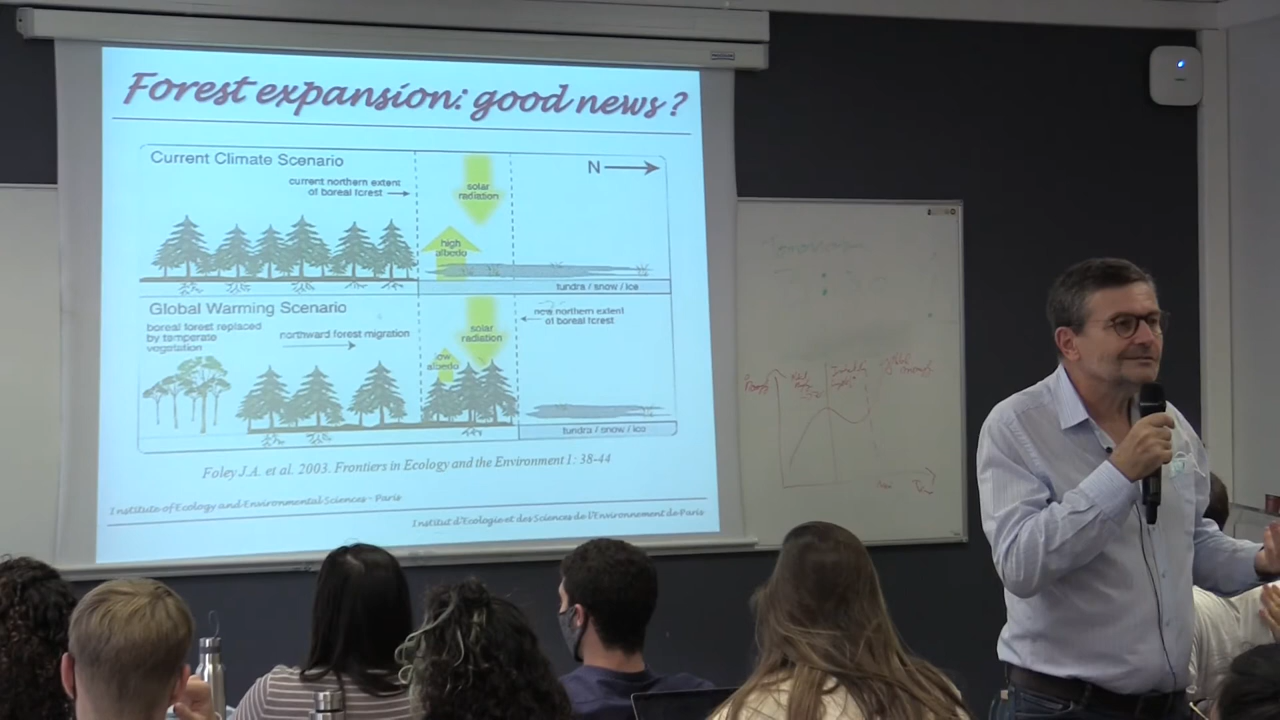 Forest expansion: good news ?
Current Climate Scenario
N
current northern extent
of boreal forest
solar
radiation
high
albedo
tundra / snow / ice
Global Warming Scenario
new northern extent
of boreal forest
boreal forest replaced
by temperate
vegetation
northward forest migration
solar
radiation
low
albedo
tundra / snow / ice
Foley J.A. et al. 2003. Frontiers in Ecology and the Environment 1: 38-44
Institute of Ecology and Environmental Sciences - Paris
Institut d'Ecologie et des Sciences de l'Environnement de Paris